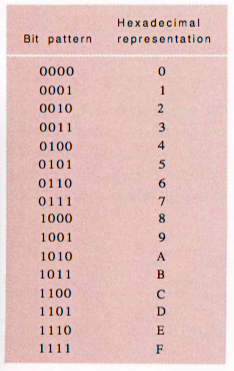 Hexadecimal
Bit pattern representation
0000 0
0001 1
0010 2
0011 3
0100 4
0101 5
0110 6
0111 7
1000 8
1001 9
1010 A
1011 B
1100 C
1101 D
1110 E
1111 F